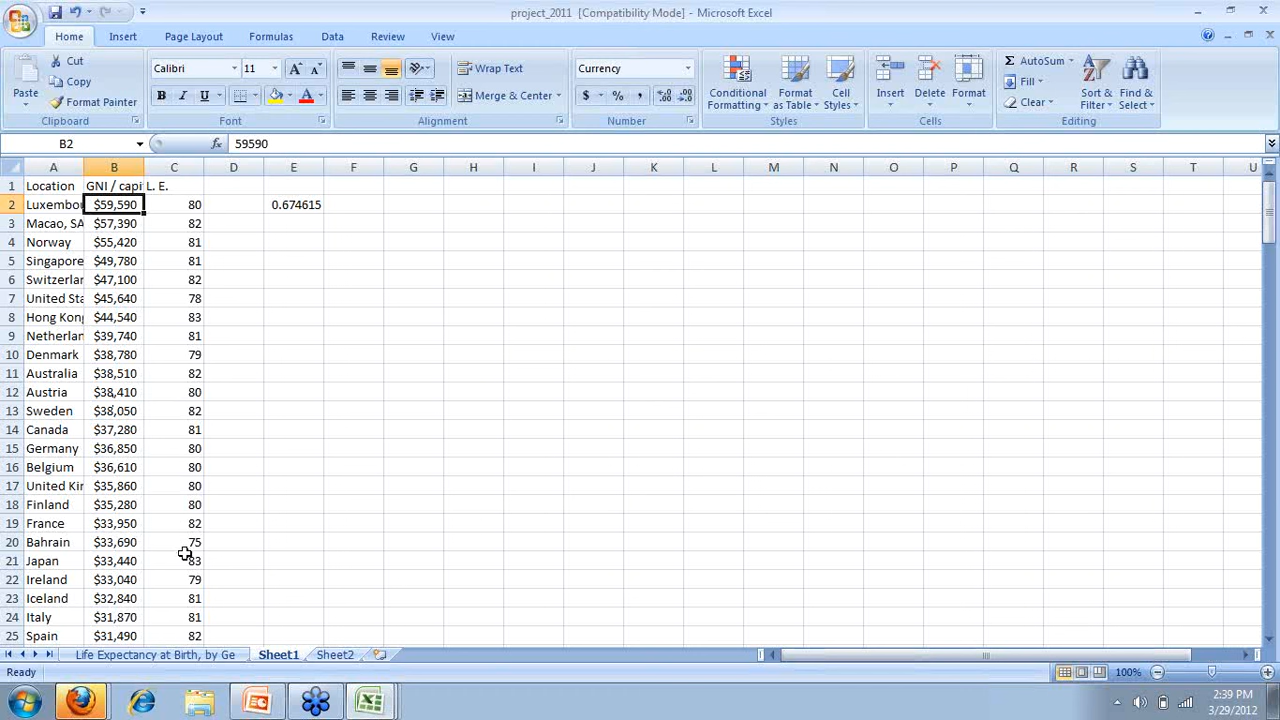 project_2011 [Compatibility Mode] - Microsoft Excel
Home Insert Page Layout Formulas Data Review View
Paste Cut Copy Format Painter
Calibri 11
B I U
Wrap Text
Merge & Center
Currency
$ % ,
Conditional Formatting Format as Table Cell Styles
Insert Delete Format
AutoSum Fill Clear
Sort & Filter Find & Select
Clipboard Font Alignment Number Styles Cells Editing
B2 fx 59590
A B C D E F G H I J K L M N O P Q R S T U
1 Location GNI / capi L. E.
2 Luxembou $59,590 80 0.674615
3 Macao, SA $57,390 82
4 Norway $55,420 81
5 Singapore $49,780 81
6 Switzerlan $47,100 82
7 United Sta $45,640 78
8 Hong Kong $44,540 83
9 Netherlan $39,740 81
10 Denmark $38,780 79
11 Australia $38,510 82
12 Austria $38,410 80
13 Sweden $38,050 82
14 Canada $37,280 81
15 Germany $36,850 80
16 Belgium $36,610 80
17 United Kin $35,860 80
18 Finland $35,280 80
19 France $33,950 82
20 Bahrain $33,690 75
21 Japan $33,440 83
22 Ireland $33,040 79
23 Iceland $32,840 81
24 Italy $31,870 81
25 Spain $31,490 82
Life Expectancy at Birth, by Ge Sheet1 Sheet2
Ready 100%
2:39 PM
3/29/2012